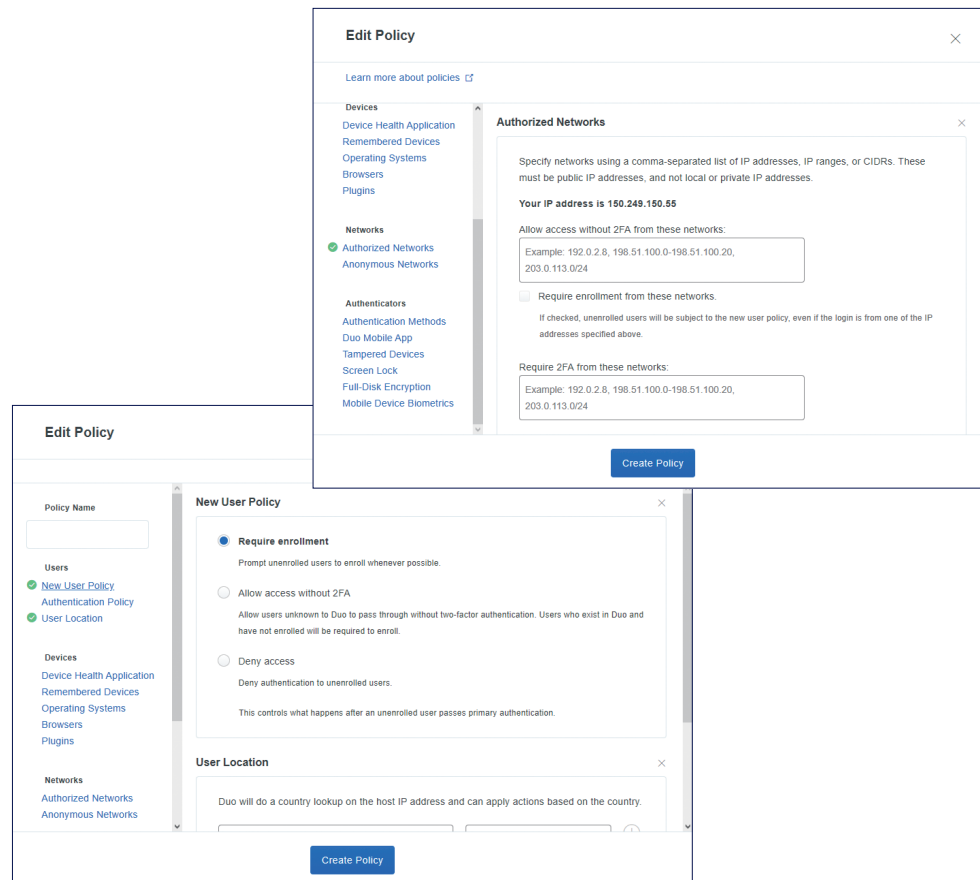 Edit Policy
Learn more about policies
Devices
Device Health Application
Remembered Devices
Operating Systems
Browsers
Plugins
Networks
Authorized Networks
Anonymous Networks
Authenticators
Authentication Methods
Duo Mobile App
Tampered Devices
Screen Lock
Full-Disk Encryption
Mobile Device Biometrics
Authorized Networks
Specify networks using a comma-separated list of IP addresses, IP ranges, or CIDRs. These
must be public IP addresses, and not local or private IP addresses.
Your IP address is 150.249.150.55
Allow access without 2FA from these networks:
Example: 192.0.2.8, 198.51.100.0-198.51.100.20,
203.0.113.0/24
Require enrollment from these networks.
If checked, unenrolled users will be subject to the new user policy, even if the login is from one of the IP
addresses specified above.
Require 2FA from these networks:
Example: 192.0.2.8, 198.51.100.0-198.51.100.20,
203.0.113.0/24
Create Policy
Edit Policy
Policy Name
Users
New User Policy
Authentication Policy
User Location
Devices
Device Health Application
Remembered Devices
Operating Systems
Browsers
Plugins
Networks
Authorized Networks
Anonymous Networks
New User Policy
Require enrollment
Prompt unenrolled users to enroll whenever possible.
Allow access without 2FA
Allow users unknown to Duo to pass through without two-factor authentication. Users who exist in Duo and
have not enrolled will be required to enroll.
Deny access
Deny authentication to unenrolled users.
This controls what happens after an unenrolled user passes primary authentication.
User Location
Duo will do a country lookup on the host IP address and can apply actions based on the country.
Create Policy